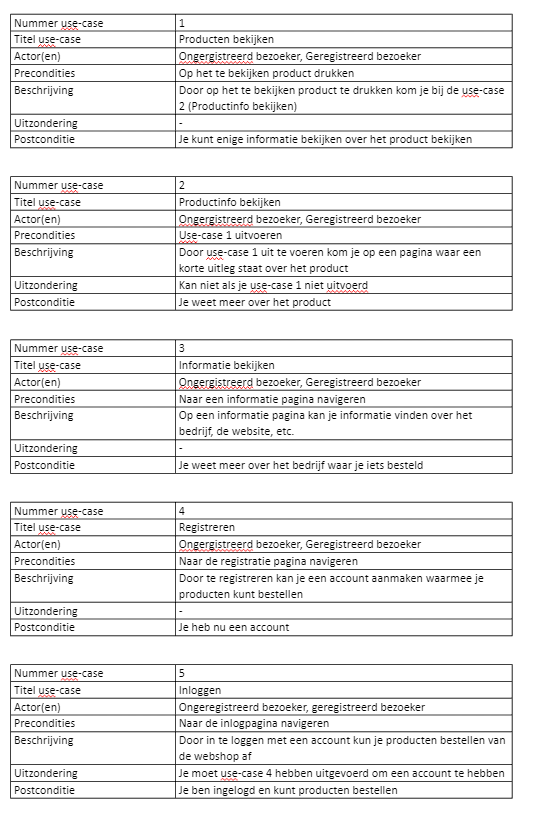 Nummer use-case 1
Titel use-case Producten bekijken
Actor(en) Ongergistreerd bezoeker, Geregistreerd bezoeker
Precondities Op het te bekijken product drukken
Beschrijving Door op het te bekijken product te drukken kom je bij de use-case
2 (Productinfo bekijken)
Uitzondering -
Postconditie Je kunt enige informatie bekijken over het product bekijken
Nummer use-case 2
Titel use-case Productinfo bekijken
Actor(en) Ongergistreerd bezoeker, Geregistreerd bezoeker
Precondities Use-case 1 uitvoeren
Beschrijving Door use-case 1 uit te voeren kom je op een pagina waar een
korte uitleg staat over het product
Uitzondering Kan niet als je use-case 1 niet uitvoerd
Postconditie Je weet meer over het product
Nummer use-case 3
Titel use-case Informatie bekijken
Actor(en) Ongergistreerd bezoeker, Geregistreerd bezoeker
Precondities Naar een informatie pagina navigeren
Beschrijving Op een informatie pagina kan je informatie vinden over het
bedrijf, de website, etc.
Uitzondering -
Postconditie Je weet meer over het bedrijf waar je iets besteld
Nummer use-case 4
Titel use-case Registreren
Actor(en) Ongergistreerd bezoeker, Geregistreerd bezoeker
Precondities Naar de registratie pagina navigeren
Beschrijving Door te registreren kan je een account aanmaken waarmee je
producten kunt bestellen
Uitzondering -
Postconditie Je heb nu een account
Nummer use-case 5
Titel use-case Inloggen
Actor(en) Ongeregistreerd bezoeker, geregistreerd bezoeker
Precondities Naar de inlogpagina navigeren
Beschrijving Door in te loggen met een account kun je producten bestellen van
de webshop af
Uitzondering Je moet use-case 4 hebben uitgevoerd om een account te hebben
Postconditie Je ben ingelogd en kunt producten bestellen